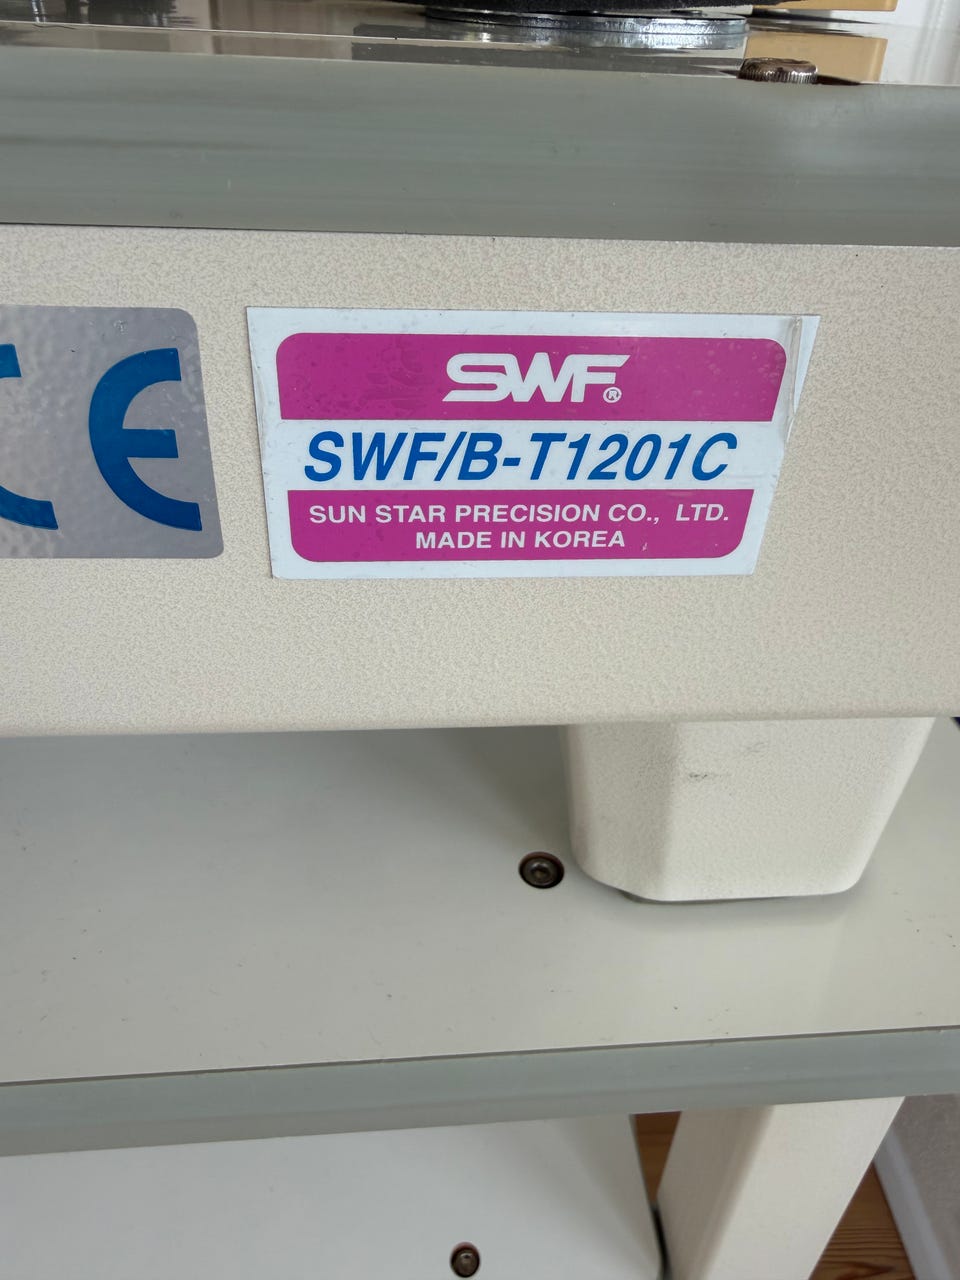 CE
SWF®
SWF/B-T1201C
SUN STAR PRECISION CO., LTD.
MADE IN KOREA